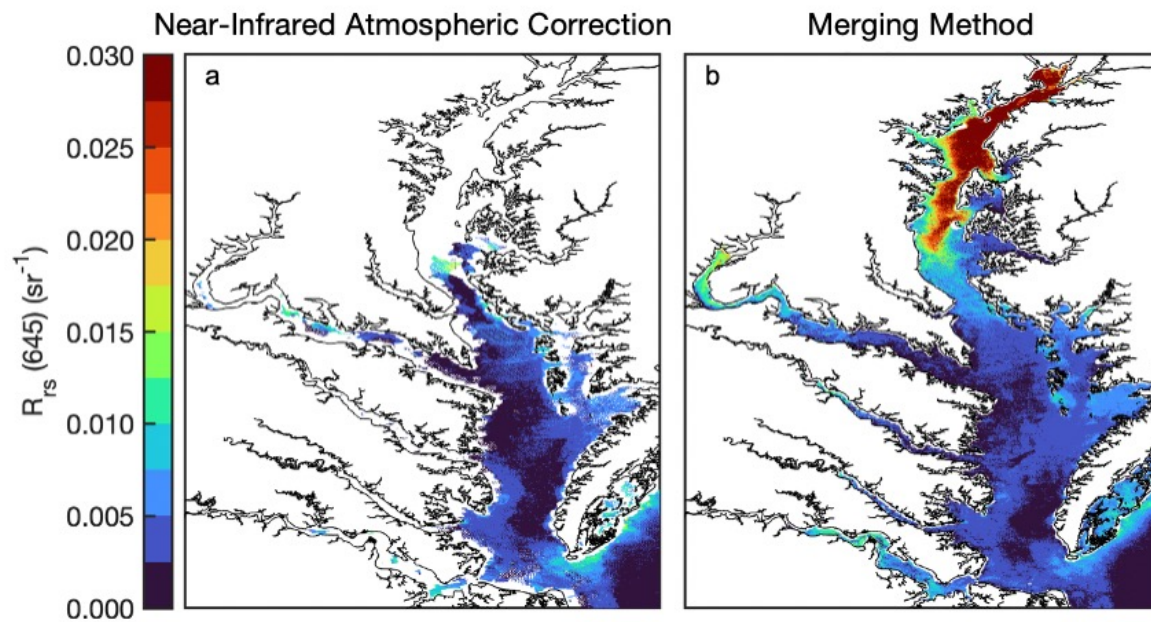 Near-Infrared Atmospheric Correction
Merging Method
a
b
0.030
0.025
0.020
0.015
0.010
0.005
0.000
R_rs (645) (sr⁻¹)